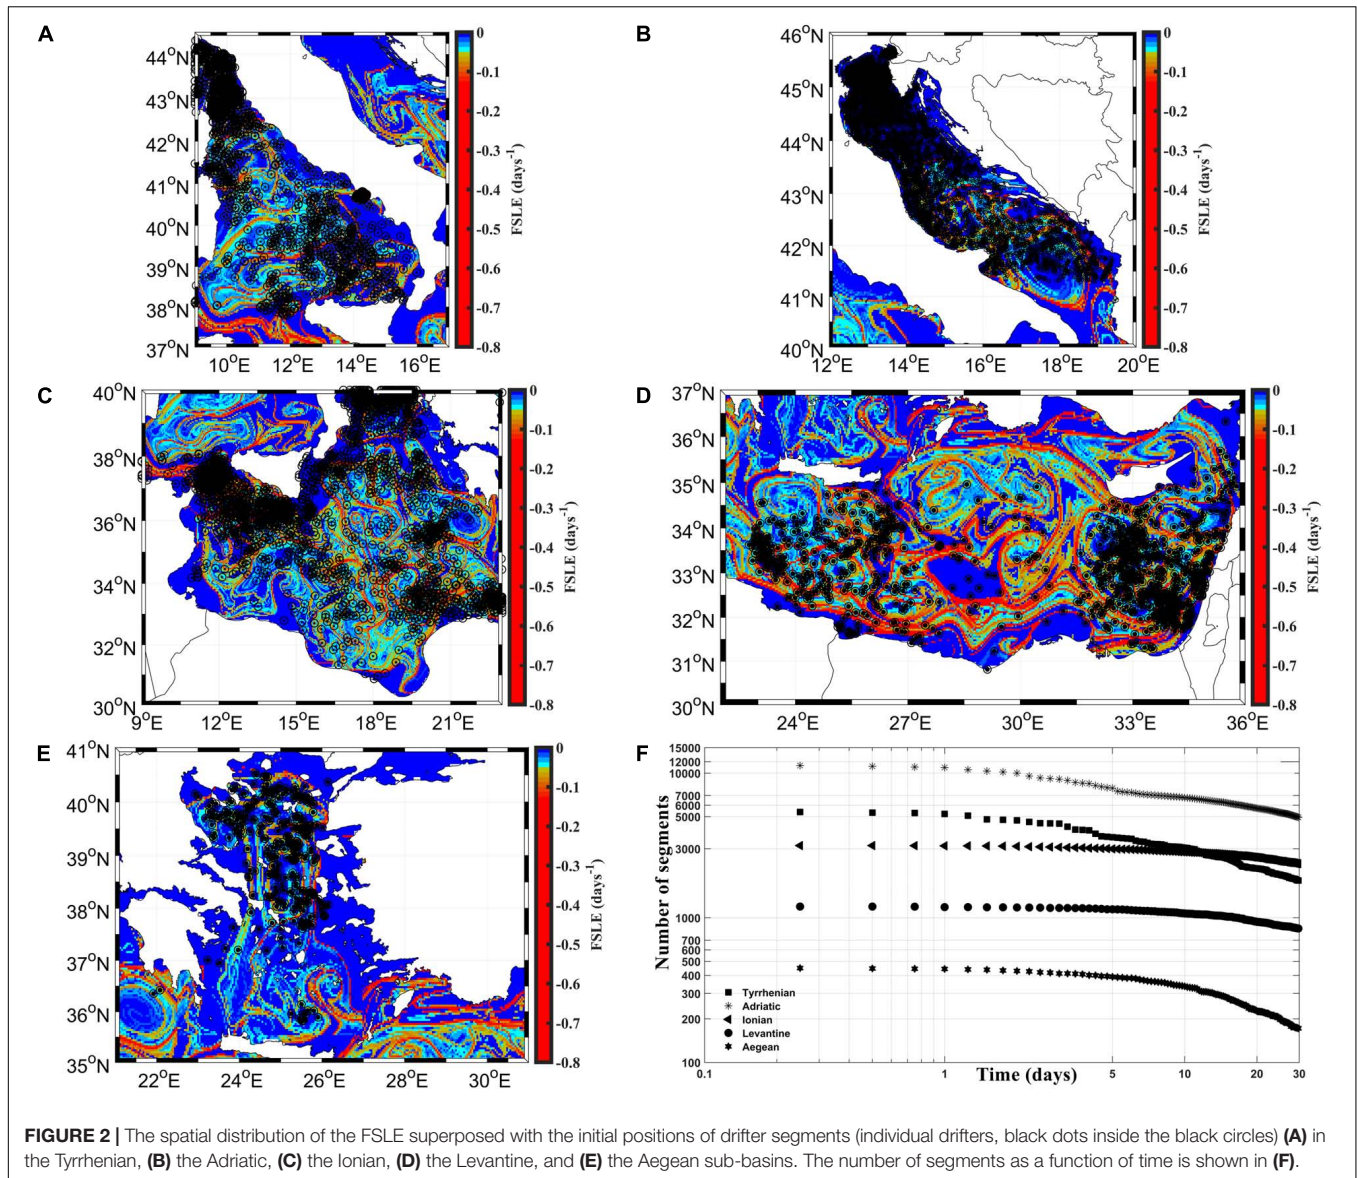 A
44°N
43°N
42°N
41°N
40°N
39°N
38°N
37°N
10°E 12°E 14°E 16°E
0
-0.1
-0.2
-0.3
-0.4
-0.5
-0.6
-0.7
-0.8
FSLE (days⁻¹)
B
46°N
45°N
44°N
43°N
42°N
41°N
40°N
12°E 14°E 16°E 18°E 20°E
0
-0.1
-0.2
-0.3
-0.4
-0.5
-0.6
-0.7
-0.8
FSLE (days⁻¹)
C
40°N
38°N
36°N
34°N
32°N
30°N
9°E 12°E 15°E 18°E 21°E
0
-0.1
-0.2
-0.3
-0.4
-0.5
-0.6
-0.7
-0.8
FSLE (days⁻¹)
D
37°N
36°N
35°N
34°N
33°N
32°N
31°N
30°N
24°E 27°E 30°E 33°E 36°E
0
-0.1
-0.2
-0.3
-0.4
-0.5
-0.6
-0.7
-0.8
FSLE (days⁻¹)
E
41°N
40°N
39°N
38°N
37°N
36°N
35°N
22°E 24°E 26°E 28°E 30°E
0
-0.1
-0.2
-0.3
-0.4
-0.5
-0.6
-0.7
-0.8
FSLE (days⁻¹)
F
15000
12000
10000
7000
6000
5000
3000
1000
700
600
500
400
300
200
100
Number of segments
Tyrrhenian
Adriatic
Ionian
Levantine
Aegean
0.1 1 5 10 20 30
Time (days)
FIGURE 2 | The spatial distribution of the FSLE superposed with the initial positions of drifter segments (individual drifters, black dots inside the black circles) (A) in
the Tyrrhenian, (B) the Adriatic, (C) the Ionian, (D) the Levantine, and (E) the Aegean sub-basins. The number of segments as a function of time is shown in (F).